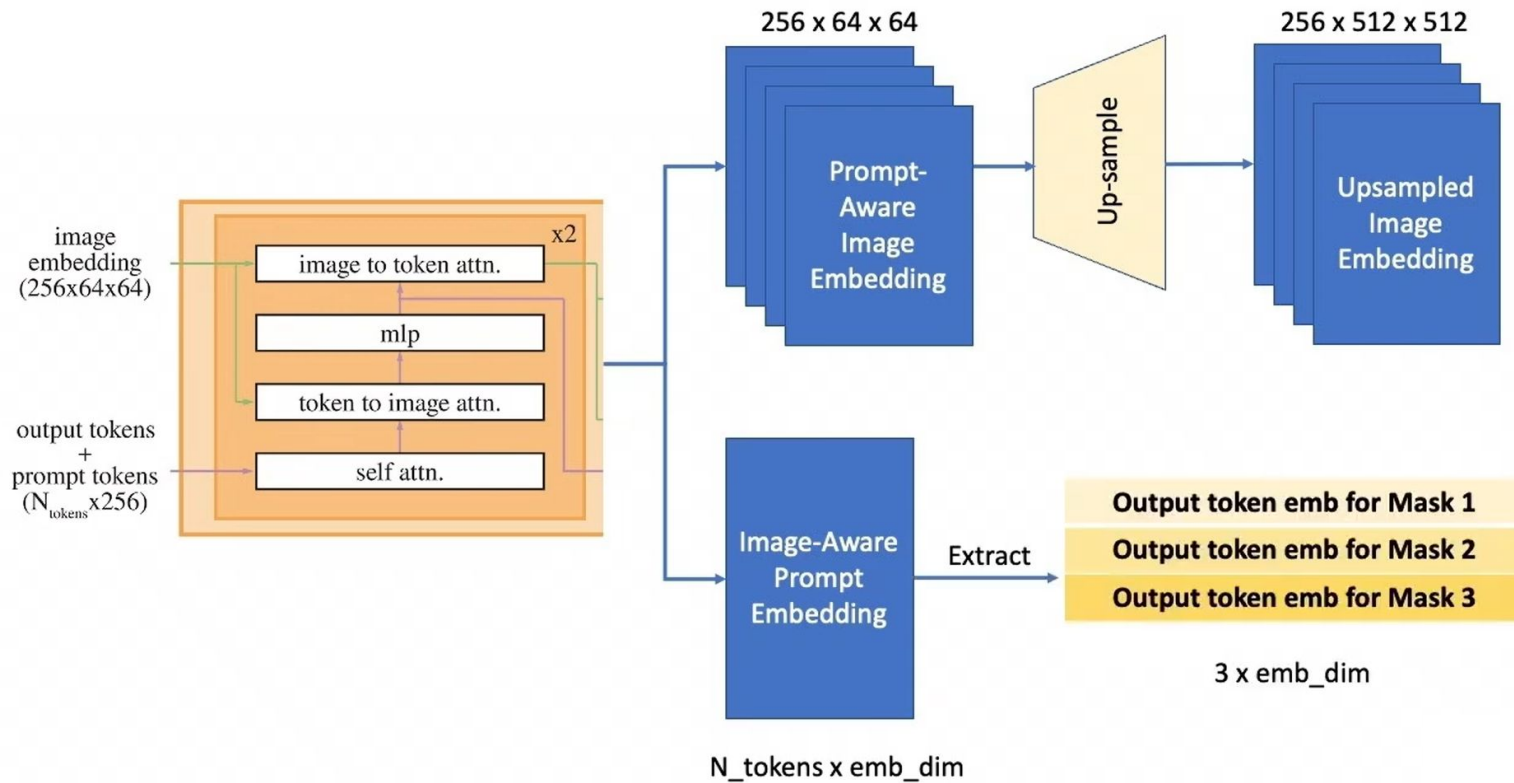 256 x 64 x 64
256 x 512 x 512
Prompt-
Aware
Image
Embedding
Up-sample
Upsampled
Image
Embedding
image
embedding
(256x64x64)
x2
image to token attn.
mlp
token to image attn.
self attn.
output tokens
+
prompt tokens
(N_tokens x256)
Image-Aware
Prompt
Embedding
Extract
Output token emb for Mask 1
Output token emb for Mask 2
Output token emb for Mask 3
3 x emb_dim
N_tokens x emb_dim